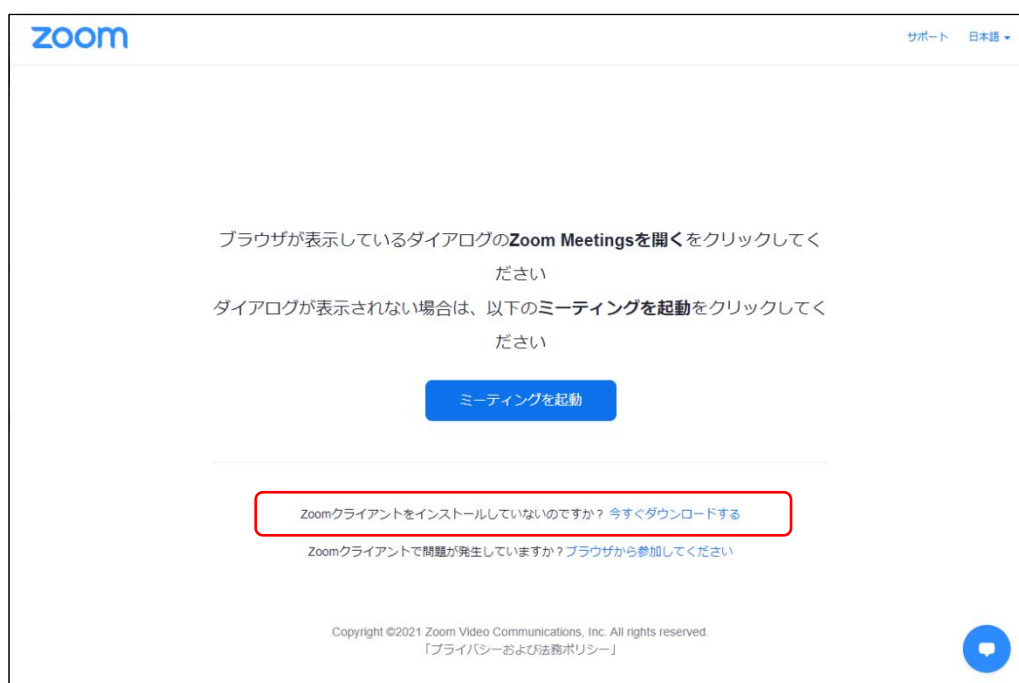 zoom
サポート 日本語
ブラウザが表示しているダイアログのZoom Meetingsを開くをクリックしてく
ださい
ダイアログが表示されない場合は、以下のミーティングを起動をクリックしてく
ださい
ミーティングを起動
Zoomクライアントをインストールしていないのですか？ 今すぐダウンロードする
Zoomクライアントで問題が発生していますか？ブラウザから参加してください
Copyright ©2021 Zoom Video Communications, Inc. All rights reserved.
「プライバシーおよび法務ポリシー」